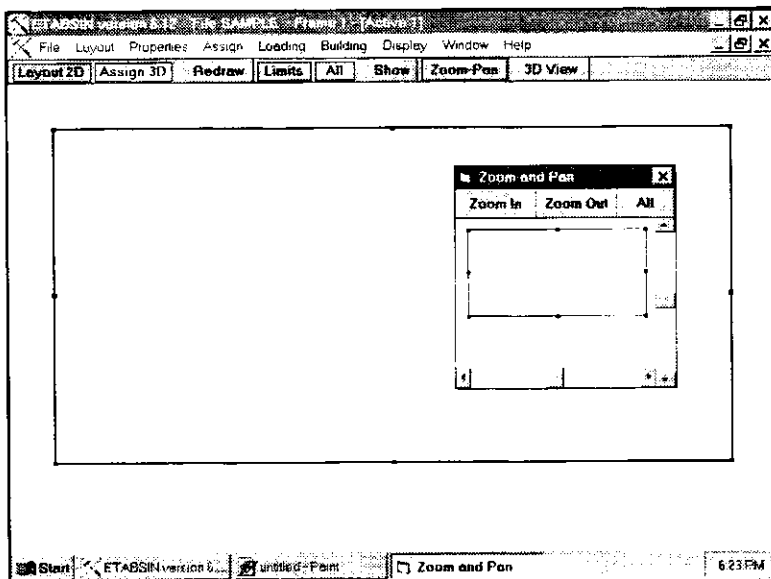 ETABSIN version 6.12 File SAMPLE Frame 1 - [Active 1]
File Layout Properties Assign Loading Building Display Window Help
Layout 2D Assign 3D Redraw Limits All Show Zoom-Pan 3D View
Zoom and Pan
Zoom In Zoom Out All
Start ETABSIN version 6... untitled - Paint Zoom and Pan 6:23 PM